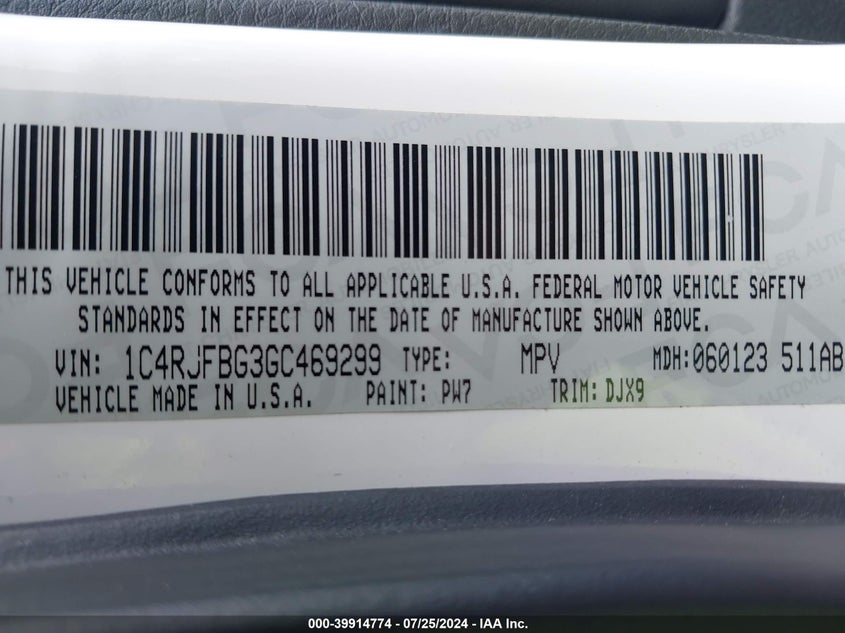 THIS VEHICLE CONFORMS TO ALL APPLICABLE U.S.A. FEDERAL MOTOR VEHICLE SAFETY
STANDARDS IN EFFECT ON THE DATE OF MANUFACTURE SHOWN ABOVE.
VIN: 1C4RJFBG3GC469299 TYPE: MPV MDH:060123 511AB
VEHICLE MADE IN U.S.A. PAINT: PW7 TRIM: DJX9
000-39914774 / 07/25/2024 - IAA Inc.